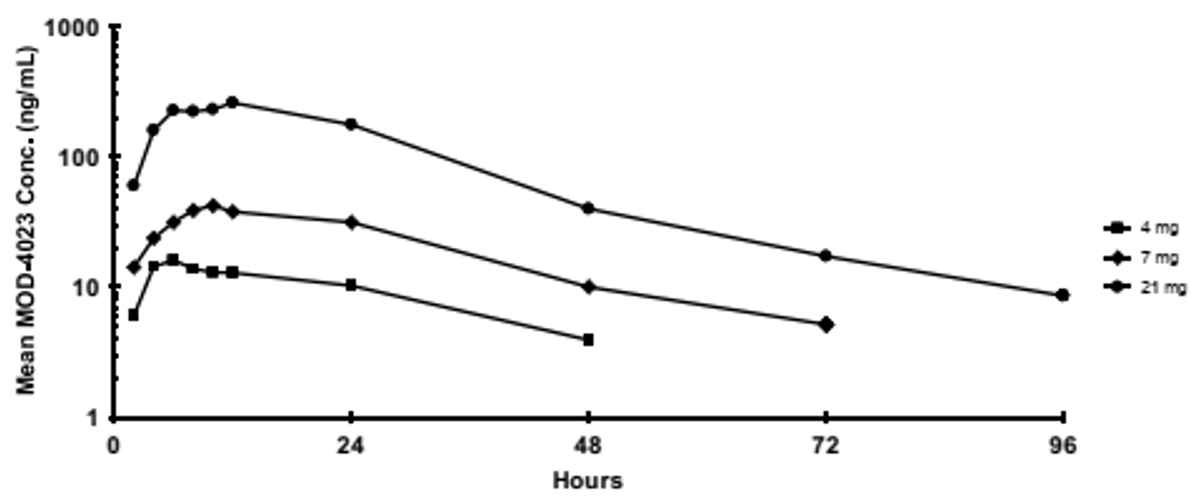 Mean MOD-4023 Conc. (ng/mL)
1000
100
10
1
0 24 48 72 96
Hours
4 mg
7 mg
21 mg